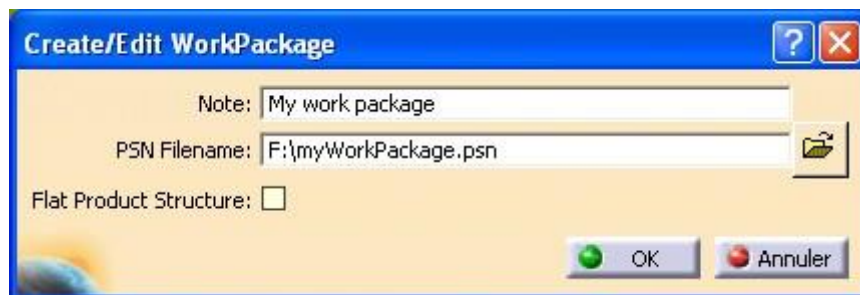 Create/Edit WorkPackage
Note: My work package
PSN Filename: F:\myWorkPackage.psn
Flat Product Structure:
OK Annuler